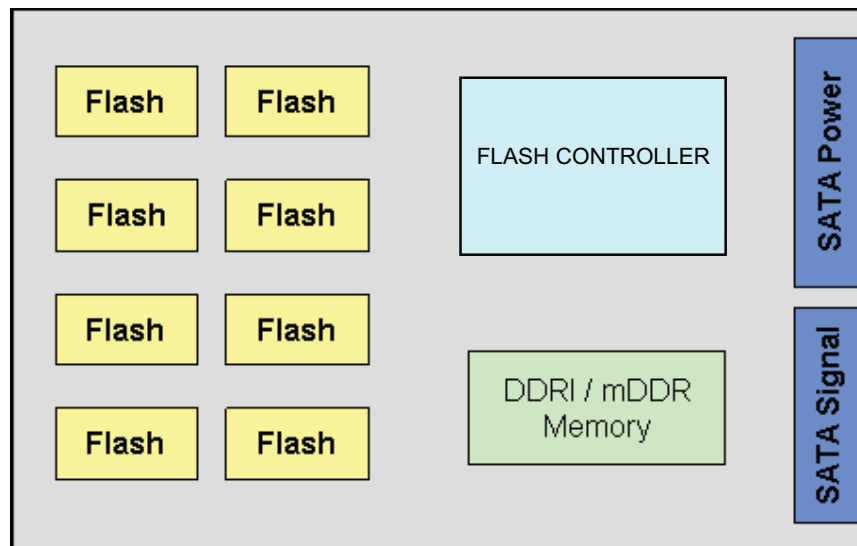 Flash
Flash
FLASH CONTROLLER
SATA Power
Flash
Flash
Flash
Flash
DDRI / mDDR
Memory
SATA Signal
Flash
Flash